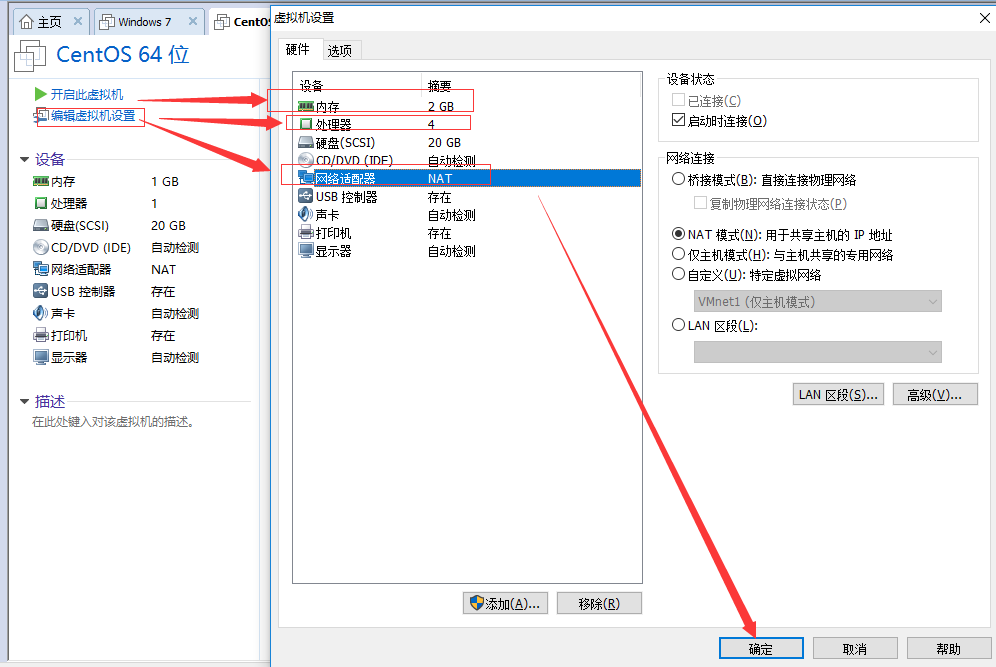 主页
Windows 7
CentOS
CentOS 64 位
开启此虚拟机
编辑虚拟机设置
设备
内存 1 GB
处理器 1
硬盘(SCSI) 20 GB
CD/DVD (IDE) 自动检测
网络适配器 NAT
USB 控制器 存在
声卡 自动检测
打印机 存在
显示器 自动检测
描述
在此处键入对该虚拟机的描述。
虚拟机设置
硬件 选项
设备 摘要
内存 2 GB
处理器 4
硬盘(SCSI) 20 GB
CD/DVD (IDE) 自动检测
网络适配器 NAT
USB 控制器 存在
声卡 自动检测
打印机 存在
显示器 自动检测
添加(A)... 移除(R)
设备状态
已连接(C)
启动时连接(O)
网络连接
桥接模式(B): 直接连接物理网络
复制物理网络连接状态(P)
NAT 模式(N): 用于共享主机的 IP 地址
仅主机模式(H): 与主机共享的专用网络
自定义(U): 特定虚拟网络
VMnet1 (仅主机模式)
LAN 区段(L):
LAN 区段(S)... 高级(V)...
确定 取消 帮助